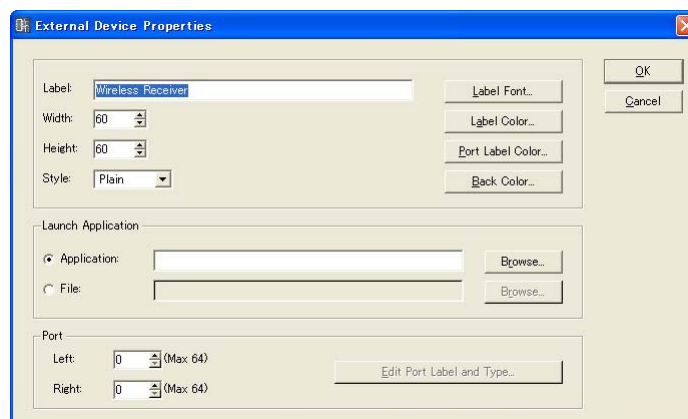 External Device Properties
Label: Wireless Receiver
Label Font...
OK
Width: 60
Label Color...
Cancel
Height: 60
Port Label Color...
Style: Plain
Back Color...
Launch Application
Application:
Browse...
File:
Browse...
Port
Left: 0 (Max 64)
Edit Port Label and Type...
Right: 0 (Max 64)